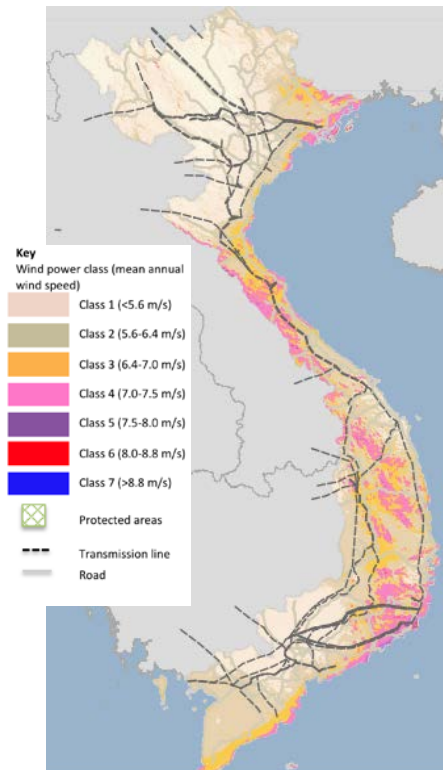 Key
Wind power class (mean annual
wind speed)
Class 1 (<5.6 m/s)
Class 2 (5.6-6.4 m/s)
Class 3 (6.4-7.0 m/s)
Class 4 (7.0-7.5 m/s)
Class 5 (7.5-8.0 m/s)
Class 6 (8.0-8.8 m/s)
Class 7 (>8.8 m/s)
Protected areas
Transmission line
Road